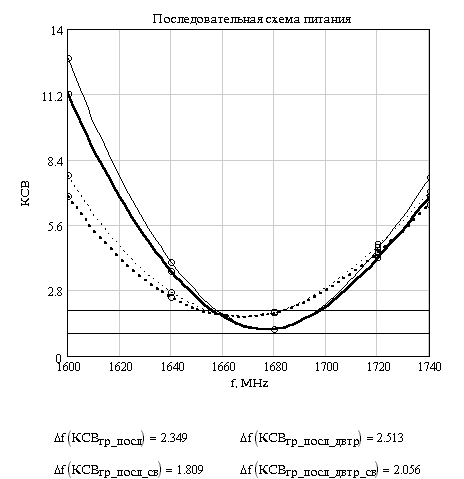 Последовательная схема питания
14
11.2
8.4
КСВ
5.6
2.8
0
1600 1620 1640 1660 1680 1700 1720 1740
f, MHz
Δf(КСВгр_посл) = 2.349 Δf(КСВгр_посл_двтр) = 2.513
Δf(КСВгр_посл_св) = 1.809 Δf(КСВгр_посл_двтр_св) = 2.056